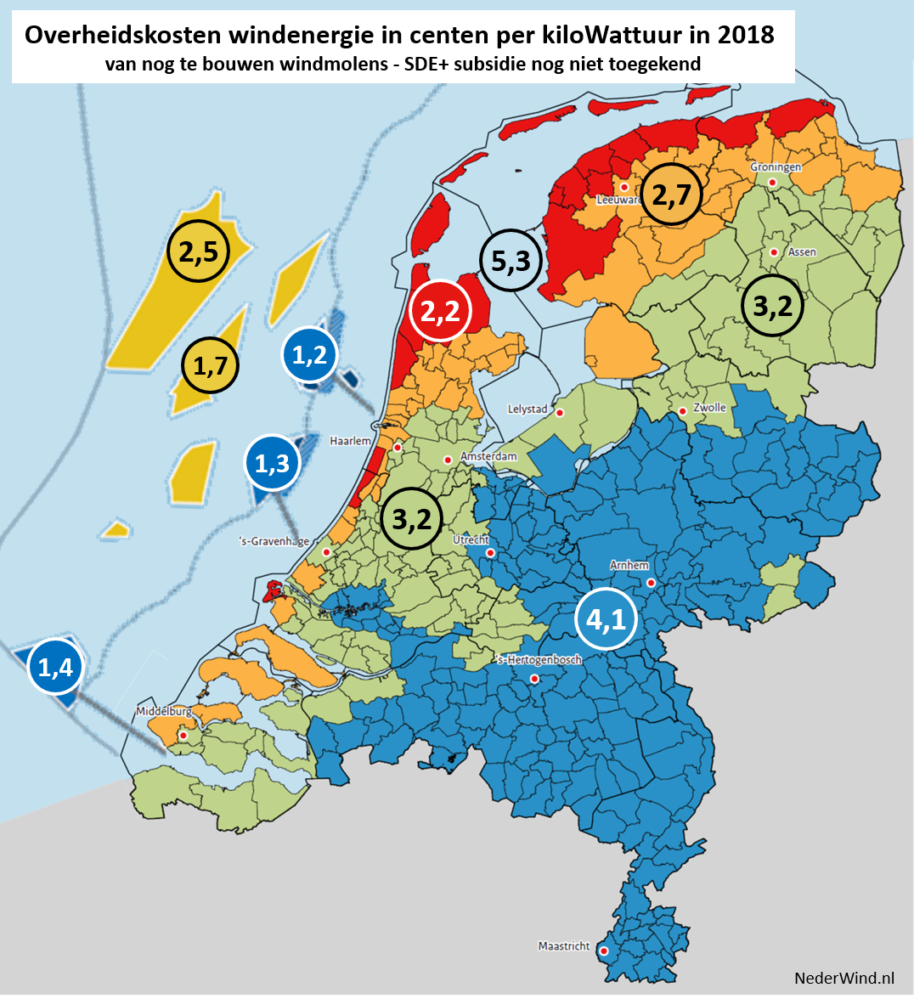 Overheidskosten windenergie in centen per kiloWattuur in 2018
van nog te bouwen windmolens - SDE+ subsidie nog niet toegekend
Groningen
2,7
Leeuward
2,5
5,3
Assen
3,2
2,2
1,2
1,7
Lelystad
Zwolle
Haarlem
Amsterdam
1,3
3,2
's-Gravenhage
Utrecht
Arnhem
4,1
1,4
's-Hertogenbosch
Middelburg
Maastricht
NederWind.nl